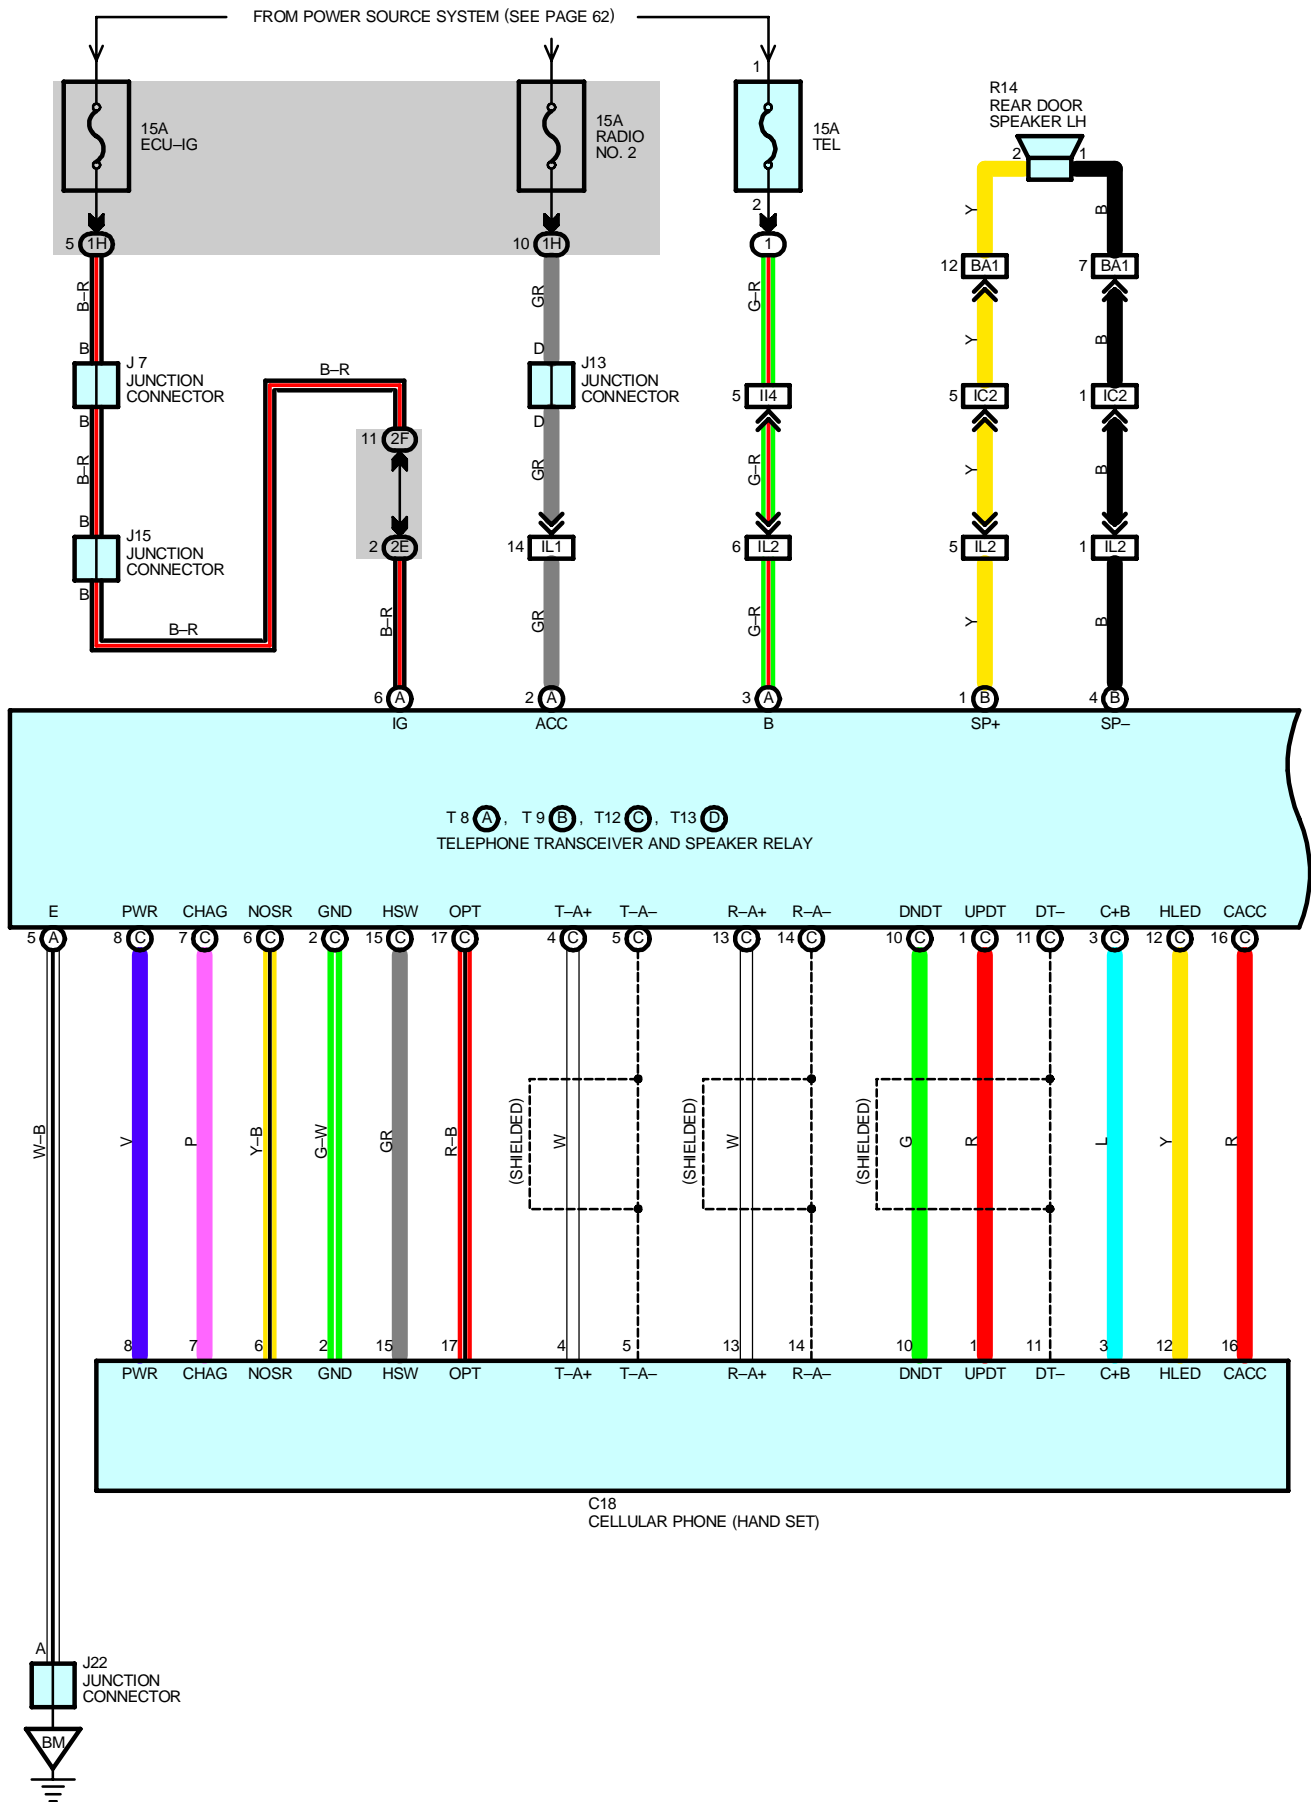 FROM POWER SOURCE SYSTEM (SEE PAGE 62)
1
R14
REAR DOOR
SPEAKER LH
15A
ECU–IG
15A
RADIO
NO. 2
15A
TEL
2 1
2
Y B
5 1H
10 1H
1
12 BA1
7 BA1
B–R
GR
G–R
Y
B
B
J 7
JUNCTION
CONNECTOR
B
B–R
D
J13
JUNCTION
CONNECTOR
D
5 II4
5 IC2
1 IC2
11 2F
B–R
GR
G–R
Y
B
B
J15
JUNCTION
CONNECTOR
B
2 2E
14 IL1
6 IL2
5 IL2
1 IL2
B–R
B–R
GR
G–R
Y
B
6 A
2 A
3 A
1 B
4 B
IG ACC B SP+ SP–
T 8 A , T 9 B , T12 C , T13 D
TELEPHONE TRANSCEIVER AND SPEAKER RELAY
E PWR CHAG NOSR GND HSW OPT T–A+ T–A– R–A+ R–A– DNDT UPDT DT– C+B HLED CACC
5 A 8 C 7 C 6 C 2 C 15 C 17 C 4 C 5 C 13 C 14 C 10 C 1 C 11 C 3 C 12 C 16 C
W–B V P Y–B G–W GR R–B (SHIELDED) W (SHIELDED) W (SHIELDED) G R L Y R
8 7 6 2 15 17 4 5 13 14 10 1 11 3 12 16
PWR CHAG NOSR GND HSW OPT T–A+ T–A– R–A+ R–A– DNDT UPDT DT– C+B HLED CACC
C18
CELLULAR PHONE (HAND SET)
A
J22
JUNCTION
CONNECTOR
BM